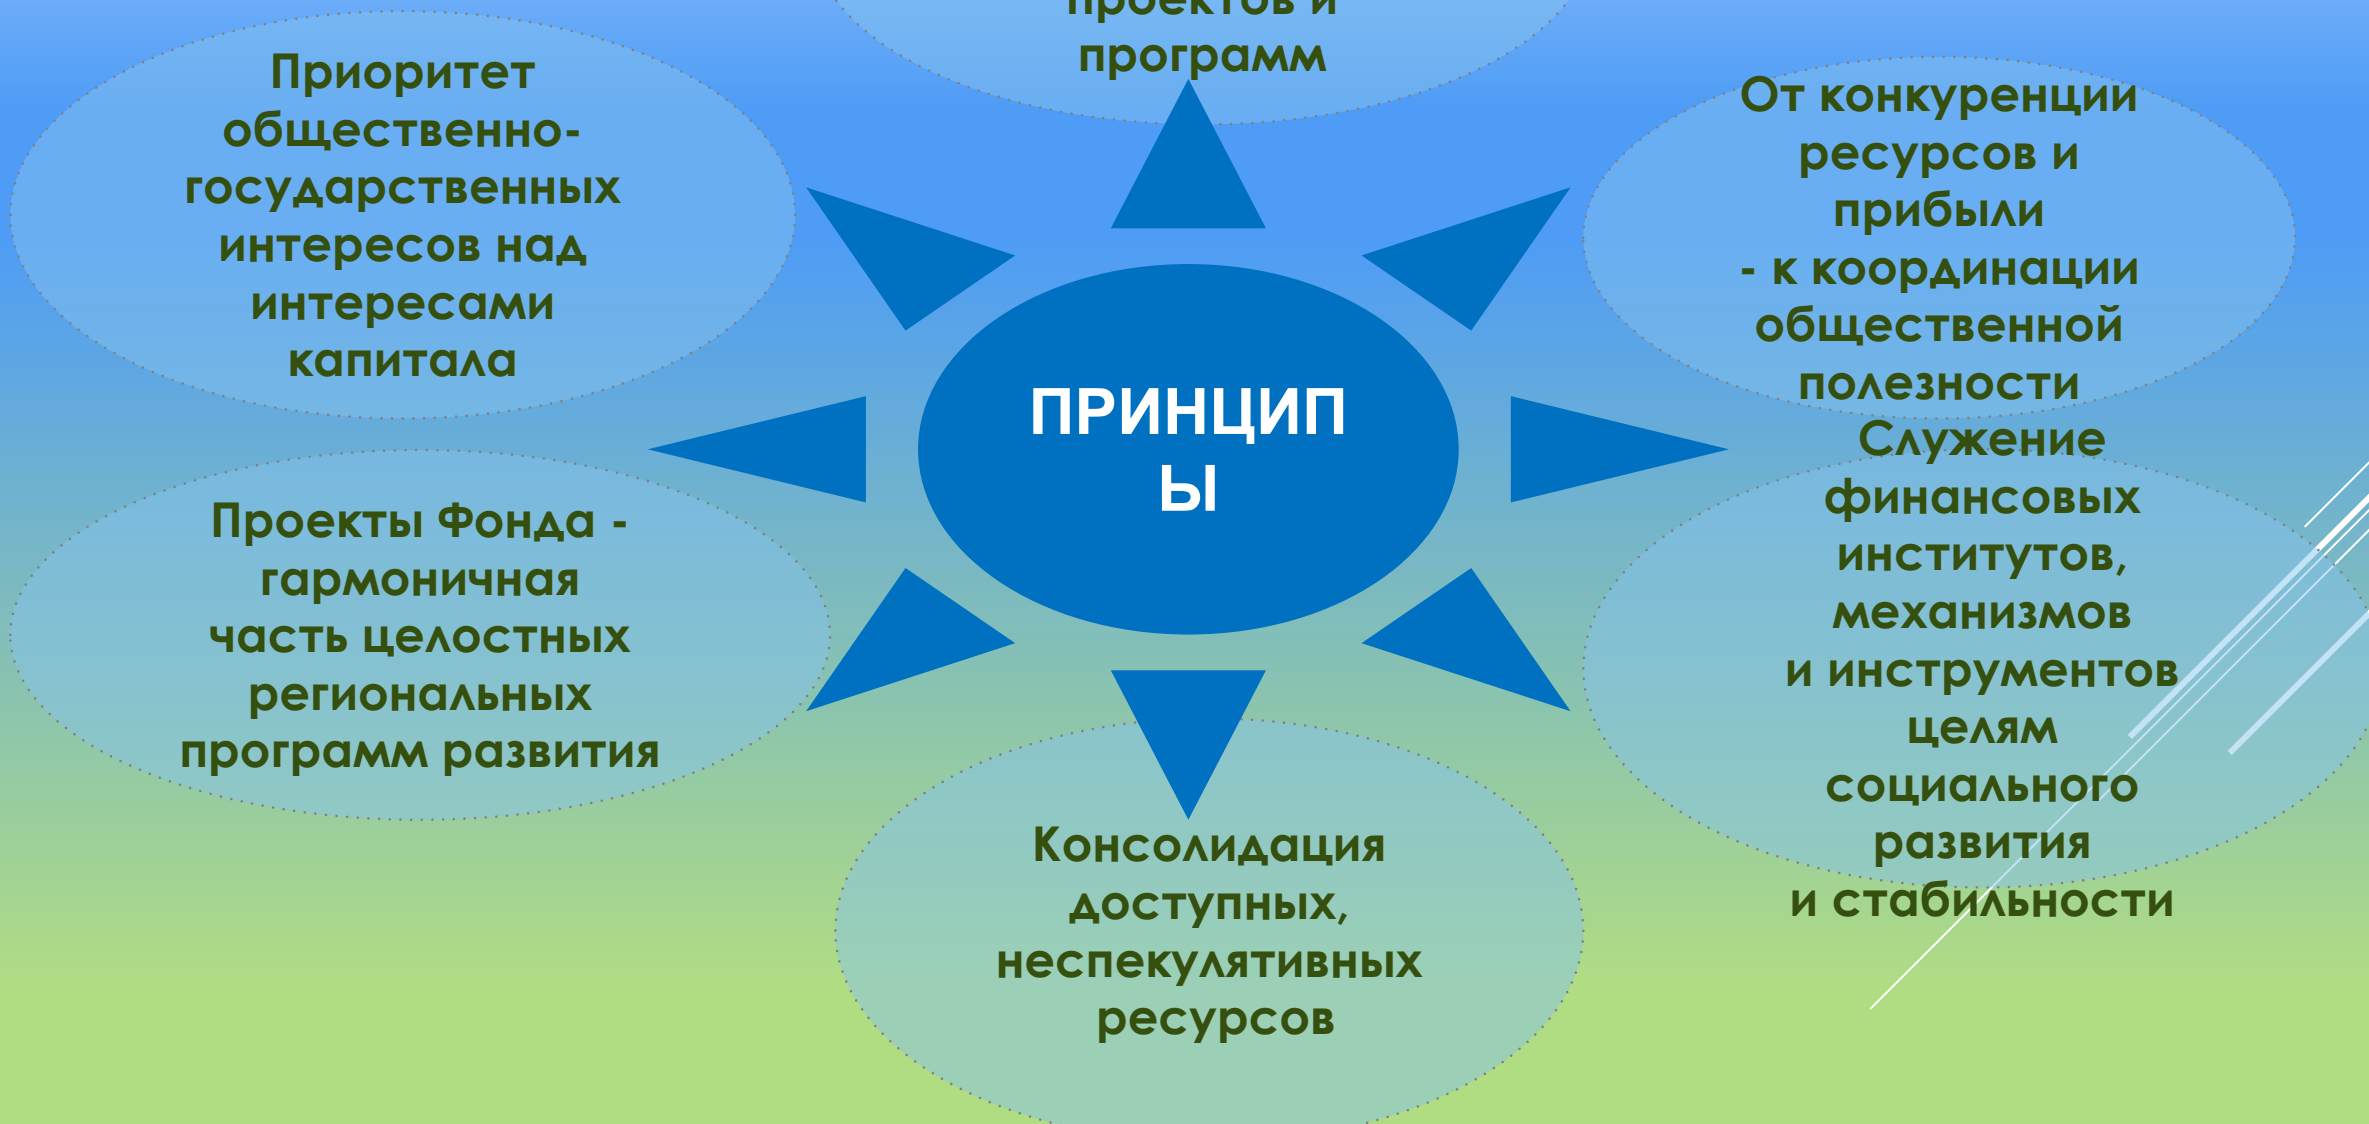 проектов и
программ
Приоритет
общественно-
государственных
интересов над
интересами
капитала
От конкуренции
ресурсов и
прибыли
- к координации
общественной
полезности
ПРИНЦИП
Ы
Проекты Фонда -
гармоничная
часть целостных
региональных
программ развития
Служение
финансовых
институтов,
механизмов
и инструментов
целям
социального
развития
и стабильности
Консолидация
доступных,
неспекулятивных
ресурсов